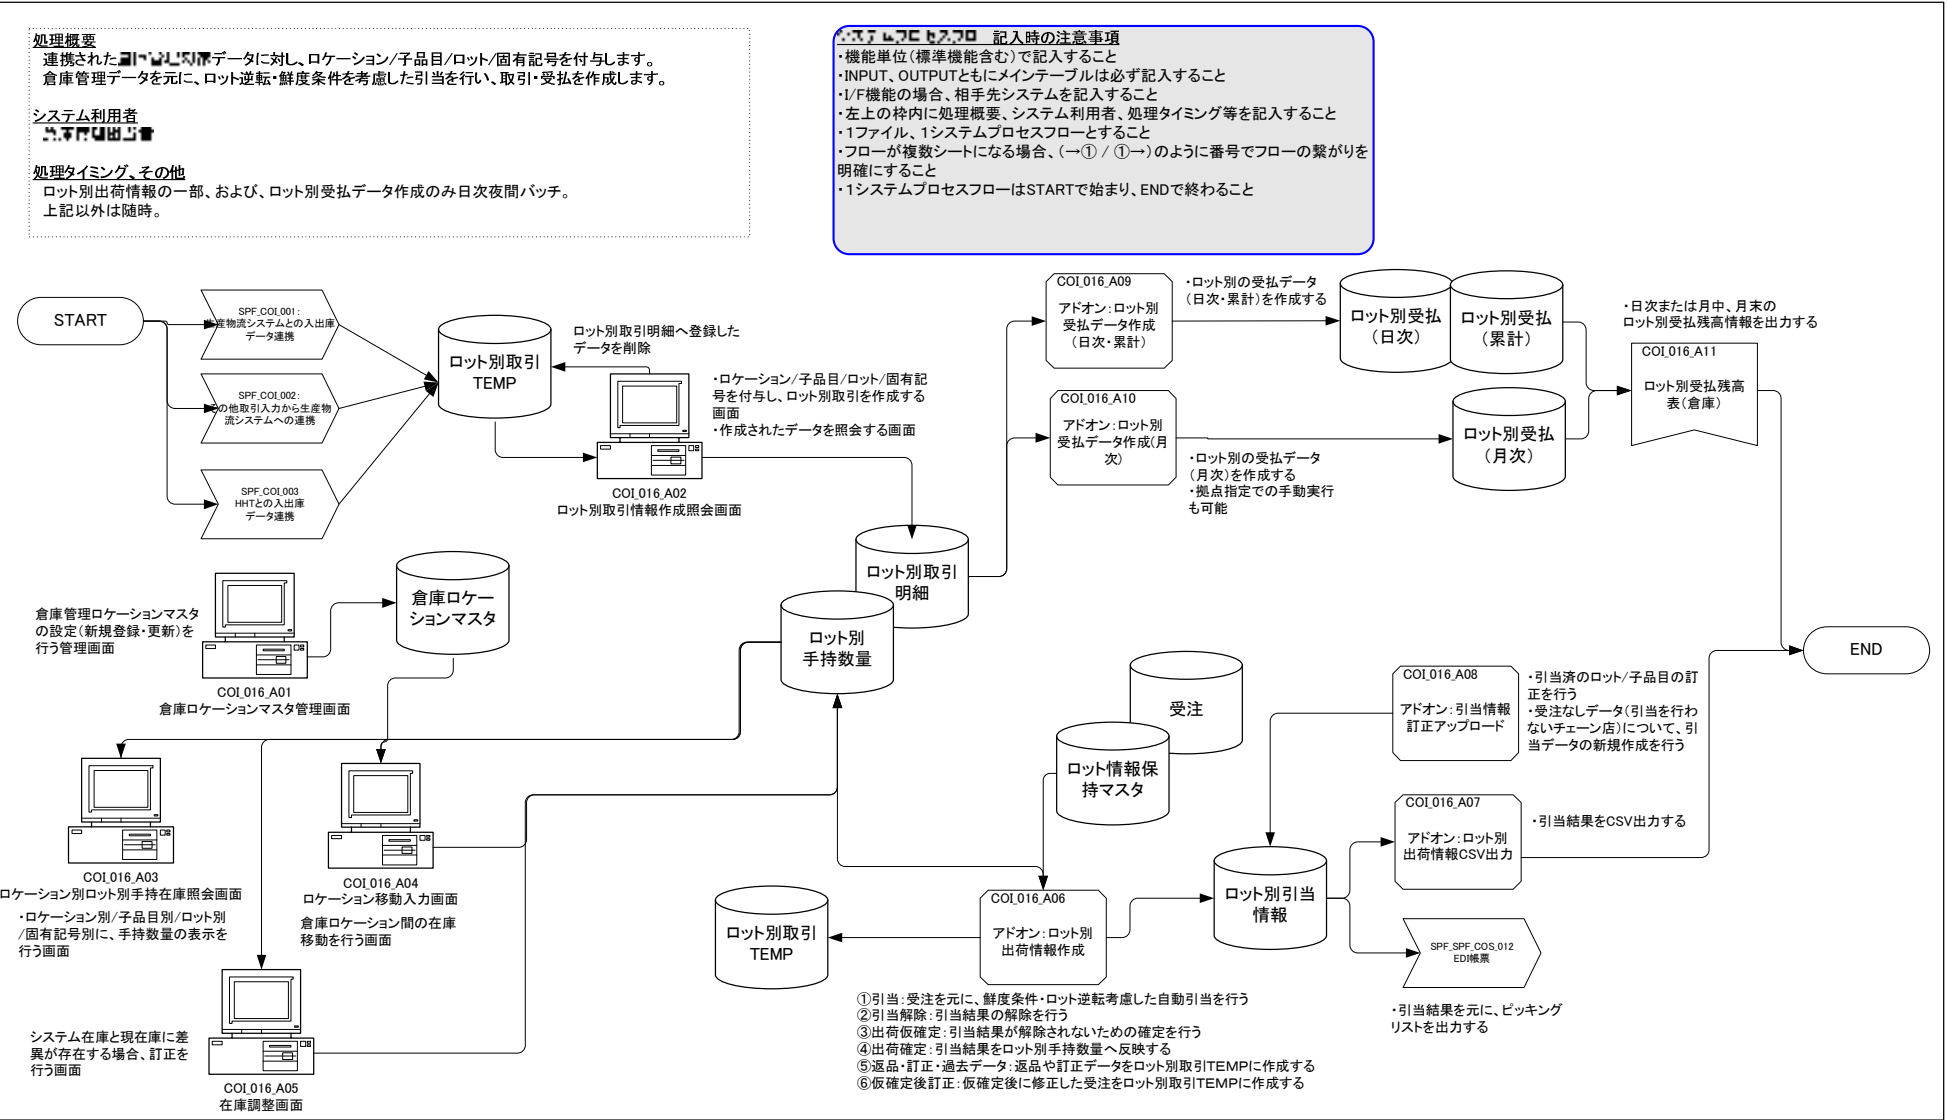 処理概要
連携された
データに対し、ロケーション/子品目/ロット/固有記号を付与します。
倉庫管理データを元に、ロット逆転・鮮度条件を考慮した引当を行い、取引・受払を作成します。
システム利用者
処理タイミング、その他
ロット別出荷情報の一部、および、ロット別受払データ作成のみ日次夜間バッチ。
上記以外は随時。
記入時の注意事項
・機能単位(標準機能含む)で記入すること
・INPUT、OUTPUTともにメインテーブルは必ず記入すること
・I/F機能の場合、相手先システムを記入すること
・左上の枠内に処理概要、システム利用者、処理タイミング等を記入すること
・1ファイル、1システムプロセスフローとすること
・フローが複数シートになる場合、(→① / ①→)のように番号でフローの繋がりを
明確にすること
・1システムプロセスフローはSTARTで始まり、ENDで終わること
START
SPF_COI_001:
生産物流システムとの入出庫
データ連携
SPF_COI_002:
その他取引入力から生産物
流システムへの連携
SPF_COI_003
HHTとの入出庫
データ連携
ロット別取引
TEMP
ロット別取引明細へ登録した
データを削除
・ロケーション/子品目/ロット/固有記
号を付与し、ロット別取引を作成する
画面
・作成されたデータを照会する画面
COI_016_A02
ロット別取引情報作成照会画面
COI_016_A09
アドオン:ロット別
受払データ作成
(日次・累計)
・ロット別の受払データ
(日次・累計)を作成する
ロット別受払
(日次)
ロット別受払
(累計)
・日次または月中、月末の
ロット別受払残高情報を出力する
COI_016_A11
ロット別受払残高
表(倉庫)
COI_016_A10
アドオン:ロット別
受払データ作成(月
次)
・ロット別の受払データ
(月次)を作成する
・拠点指定での手動実行
も可能
ロット別受払
(月次)
ロット別取引
明細
ロット別
手持数量
倉庫管理ロケーションマスタ
の設定(新規登録・更新)を
行う管理画面
COI_016_A01
倉庫ロケーションマスタ管理画面
倉庫ロケー
ションマスタ
END
受注
ロット情報保
持マスタ
COI_016_A08
アドオン:引当情報
訂正アップロード
・引当済のロット/子品目の訂
正を行う
・受注なしデータ(引当を行わ
ないチェーン店)について、引
当データの新規作成を行う
COI_016_A07
アドオン:ロット別
出荷情報CSV出力
・引当結果をCSV出力する
COI_016_A03
ロケーション別ロット別手持在庫照会画面
・ロケーション別/子品目別/ロット別
/固有記号別に、手持数量の表示を
行う画面
COI_016_A04
ロケーション移動入力画面
倉庫ロケーション間の在庫
移動を行う画面
ロット別取引
TEMP
COI_016_A06
アドオン:ロット別
出荷情報作成
ロット別引当
情報
SPF_SPF_COS_012
EDI帳票
・引当結果を元に、ピッキング
リストを出力する
①引当:受注を元に、鮮度条件・ロット逆転考慮した自動引当を行う
②引当解除:引当結果の解除を行う
③出荷仮確定:引当結果が解除されないための確定を行う
④出荷確定:引当結果をロット別手持数量へ反映する
⑤返品・訂正・過去データ:返品や訂正データをロット別取引TEMPに作成する
⑥仮確定後訂正:仮確定後に修正した受注をロット別取引TEMPに作成する
システム在庫と現在庫に差
異が存在する場合、訂正を
行う画面
COI_016_A05
在庫調整画面